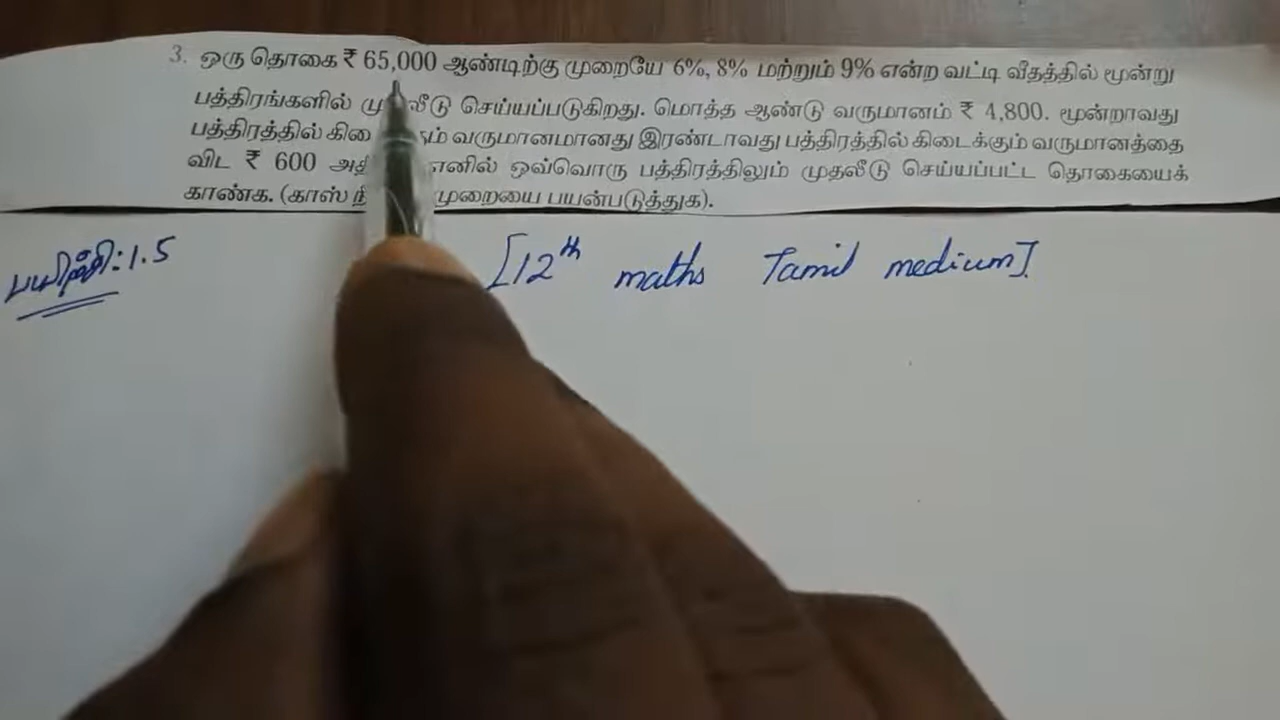 3. ஒரு தொகை ₹ 65,000 ஆண்டிற்கு முறையே 6%, 8% மற்றும் 9% என்ற வட்டி வீதத்தில் மூன்று
பத்திரங்களில் செய்யப்படுகிறது. மொத்த ஆண்டு வருமானம் ₹ 4,800. மூன்றாவது
பத்திரத்தில் வருமானமானது இரண்டாவது பத்திரத்தில் கிடைக்கும் வருமானத்தை
விட ₹ 600 எனில் ஒவ்வொரு பத்திரத்திலும் முதலீடு செய்யப்பட்ட தொகையைக்
காண்க. (காஸ் முறையை பயன்படுத்துக).
[12th maths Tamil medium].
1.5